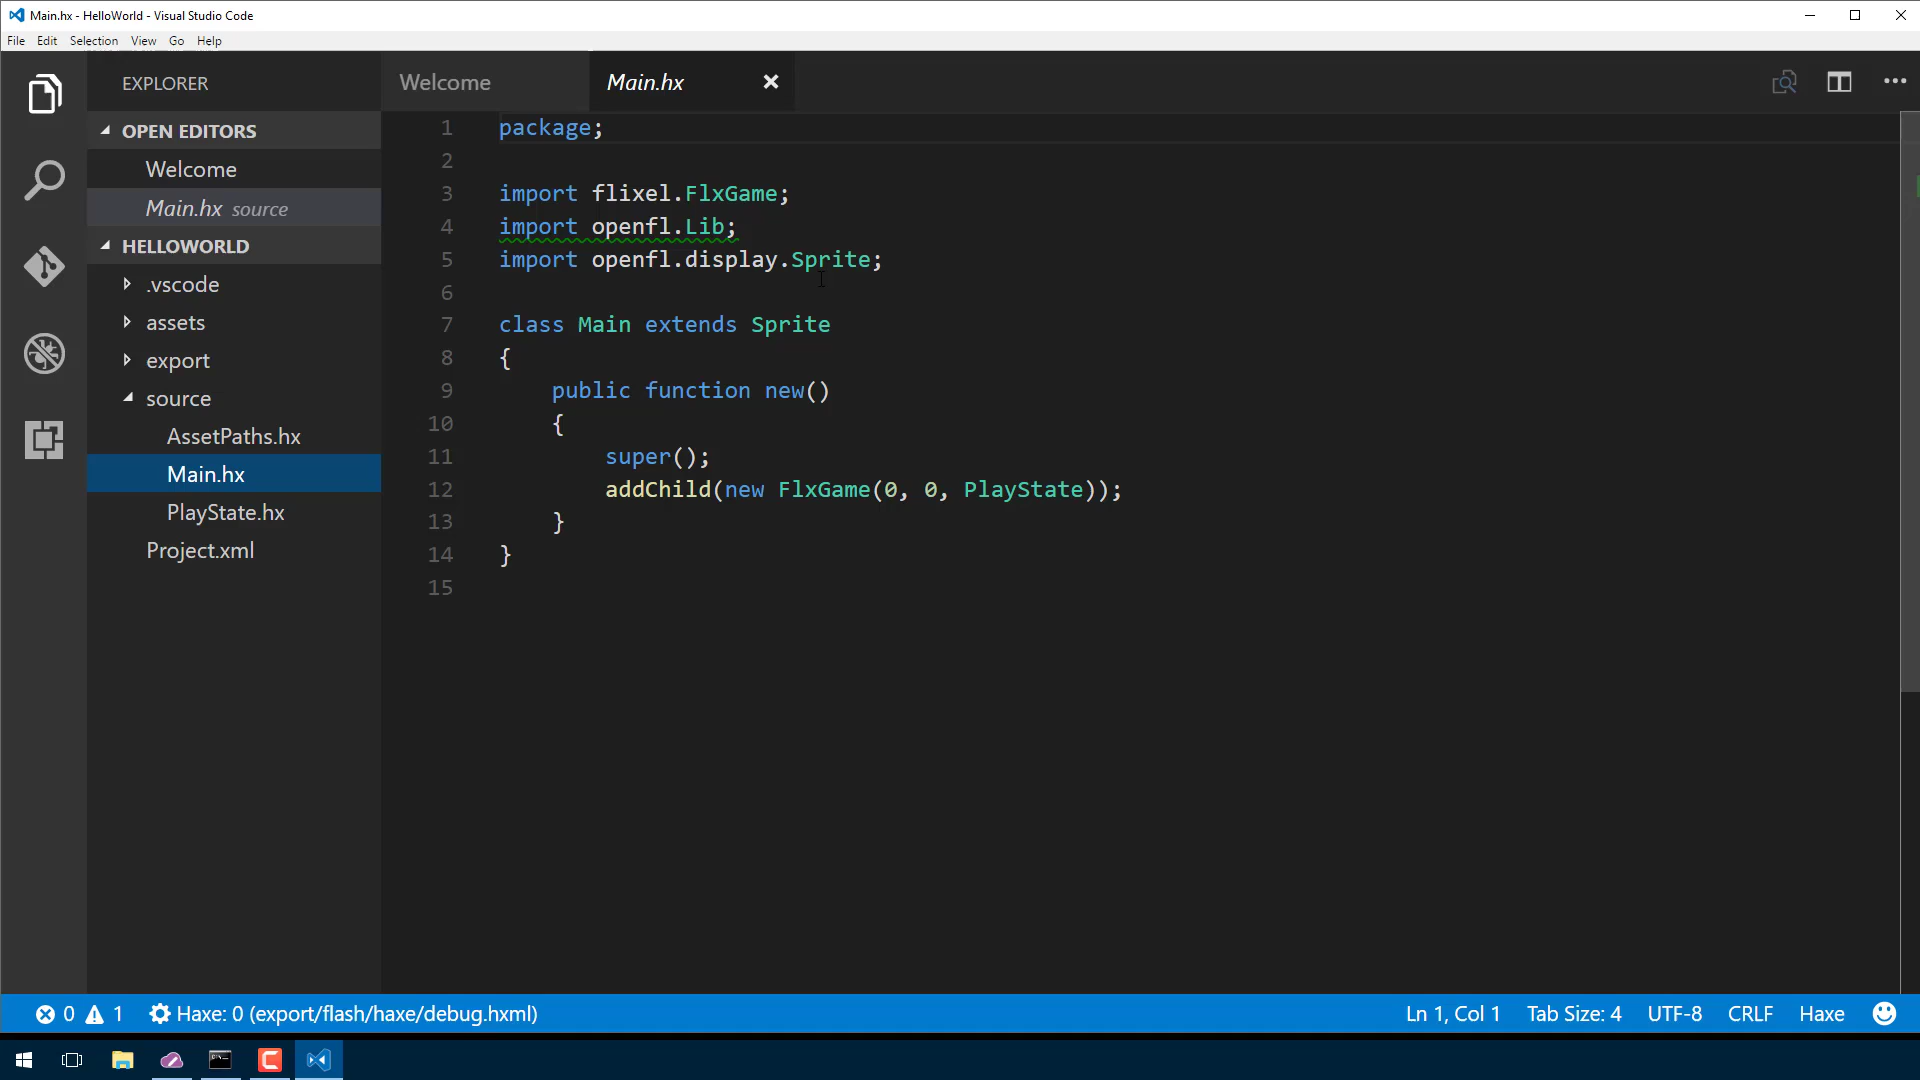 Main.hx - HelloWorld - Visual Studio Code
File Edit Selection View Go Help
EXPLORER
OPEN EDITORS
Welcome
Main.hx source
HELLOWORLD
.vscode
assets
export
source
AssetPaths.hx
Main.hx
PlayState.hx
Project.xml
Welcome Main.hx
1 package;
2
3 import flixel.FlxGame;
4 import openfl.Lib;
5 import openfl.display.Sprite;
6
7 class Main extends Sprite
8 {
9 public function new()
10 {
11 super();
12 addChild(new FlxGame(0, 0, PlayState));
13 }
14 }
15
0 1 Haxe: 0 (export/flash/haxe/debug.hxml) Ln 1, Col 1 Tab Size: 4 UTF-8 CRLF Haxe